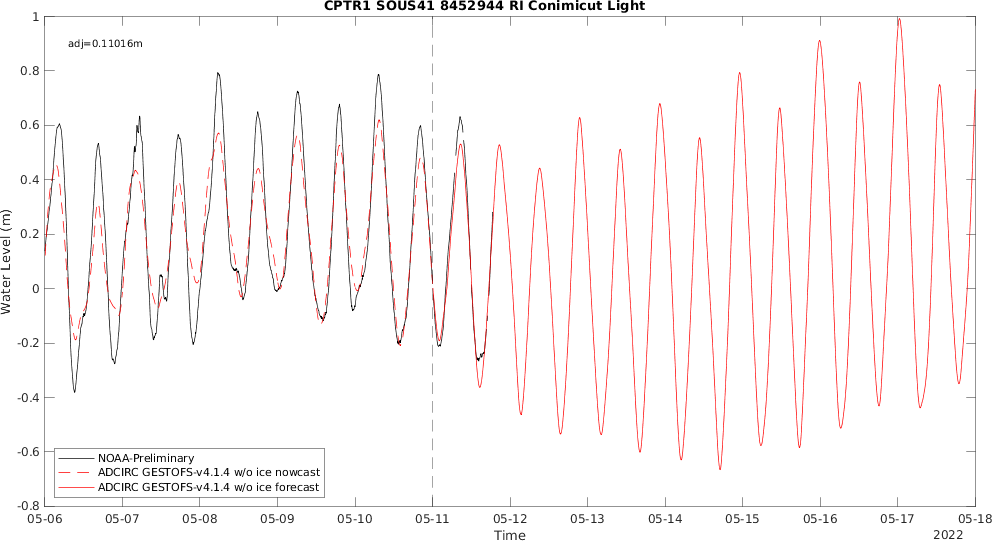 CPTR1 SOUS41 8452944 RI Conimicut Light
adj=0.11016m
1
0.8
0.6
0.4
0.2
0
-0.2
-0.4
-0.6
-0.8
Water Level (m)
NOAA-Preliminary
ADCIRC GESTOFS-v4.1.4 w/o ice nowcast
ADCIRC GESTOFS-v4.1.4 w/o ice forecast
05-06 05-07 05-08 05-09 05-10 05-11 05-12 05-13 05-14 05-15 05-16 05-17 05-18
Time
2022